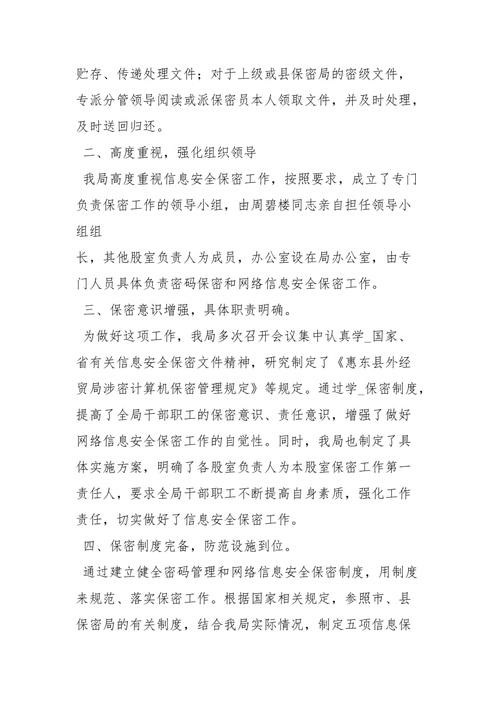 贮存、传递处理文件；对于上级或县保密局的密级文件，
专派分管领导阅读或派保密员本人领取文件，并及时处理，
及时送回归还。
二、高度重视，强化组织领导
我局高度重视信息安全保密工作，按照要求，成立了专门
负责保密工作的领导小组，由周碧楼同志亲自担任领导小
组组
长，其他股室负责人为成员，办公室设在局办公室，由专
门人员具体负责密码保密和网络信息安全保密工作。
三、保密意识增强，具体职责明确。
为做好这项工作，我局多次召开会议集中认真学_国家、
省有关信息安全保密文件精神，研究制定了《惠东县外经
贸局涉密计算机保密管理规定》等规定。通过学_保密制度，
提高了全局干部职工的保密意识、责任意识，增强了做好
网络信息安全保密工作的自觉性。同时，我局也制定了具
体实施方案，明确了各股室负责人为本股室保密工作第一
责任人，要求全局干部职工不断提高自身素质，强化工作
责任，切实做好了信息安全保密工作。
四、保密制度完备，防范设施到位。
通过建立健全密码管理和网络信息安全保密制度，用制度
来规范、落实保密工作。根据国家相关规定，参照市、县
保密局的有关制度，结合我局实际情况，制定五项信息保